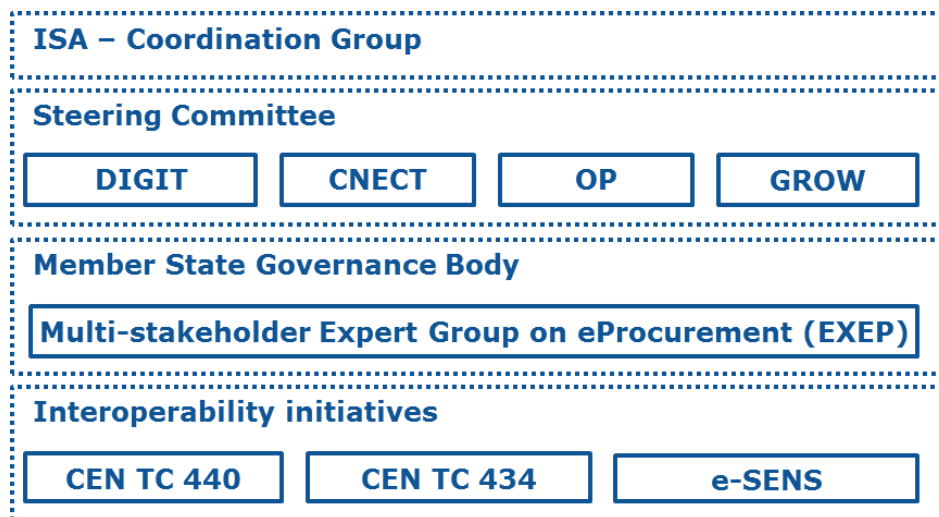 ISA – Coordination Group
Steering Committee
DIGIT CNECT OP GROW
Member State Governance Body
Multi-stakeholder Expert Group on eProcurement (EXEP)
Interoperability initiatives
CEN TC 440 CEN TC 434 e-SENS